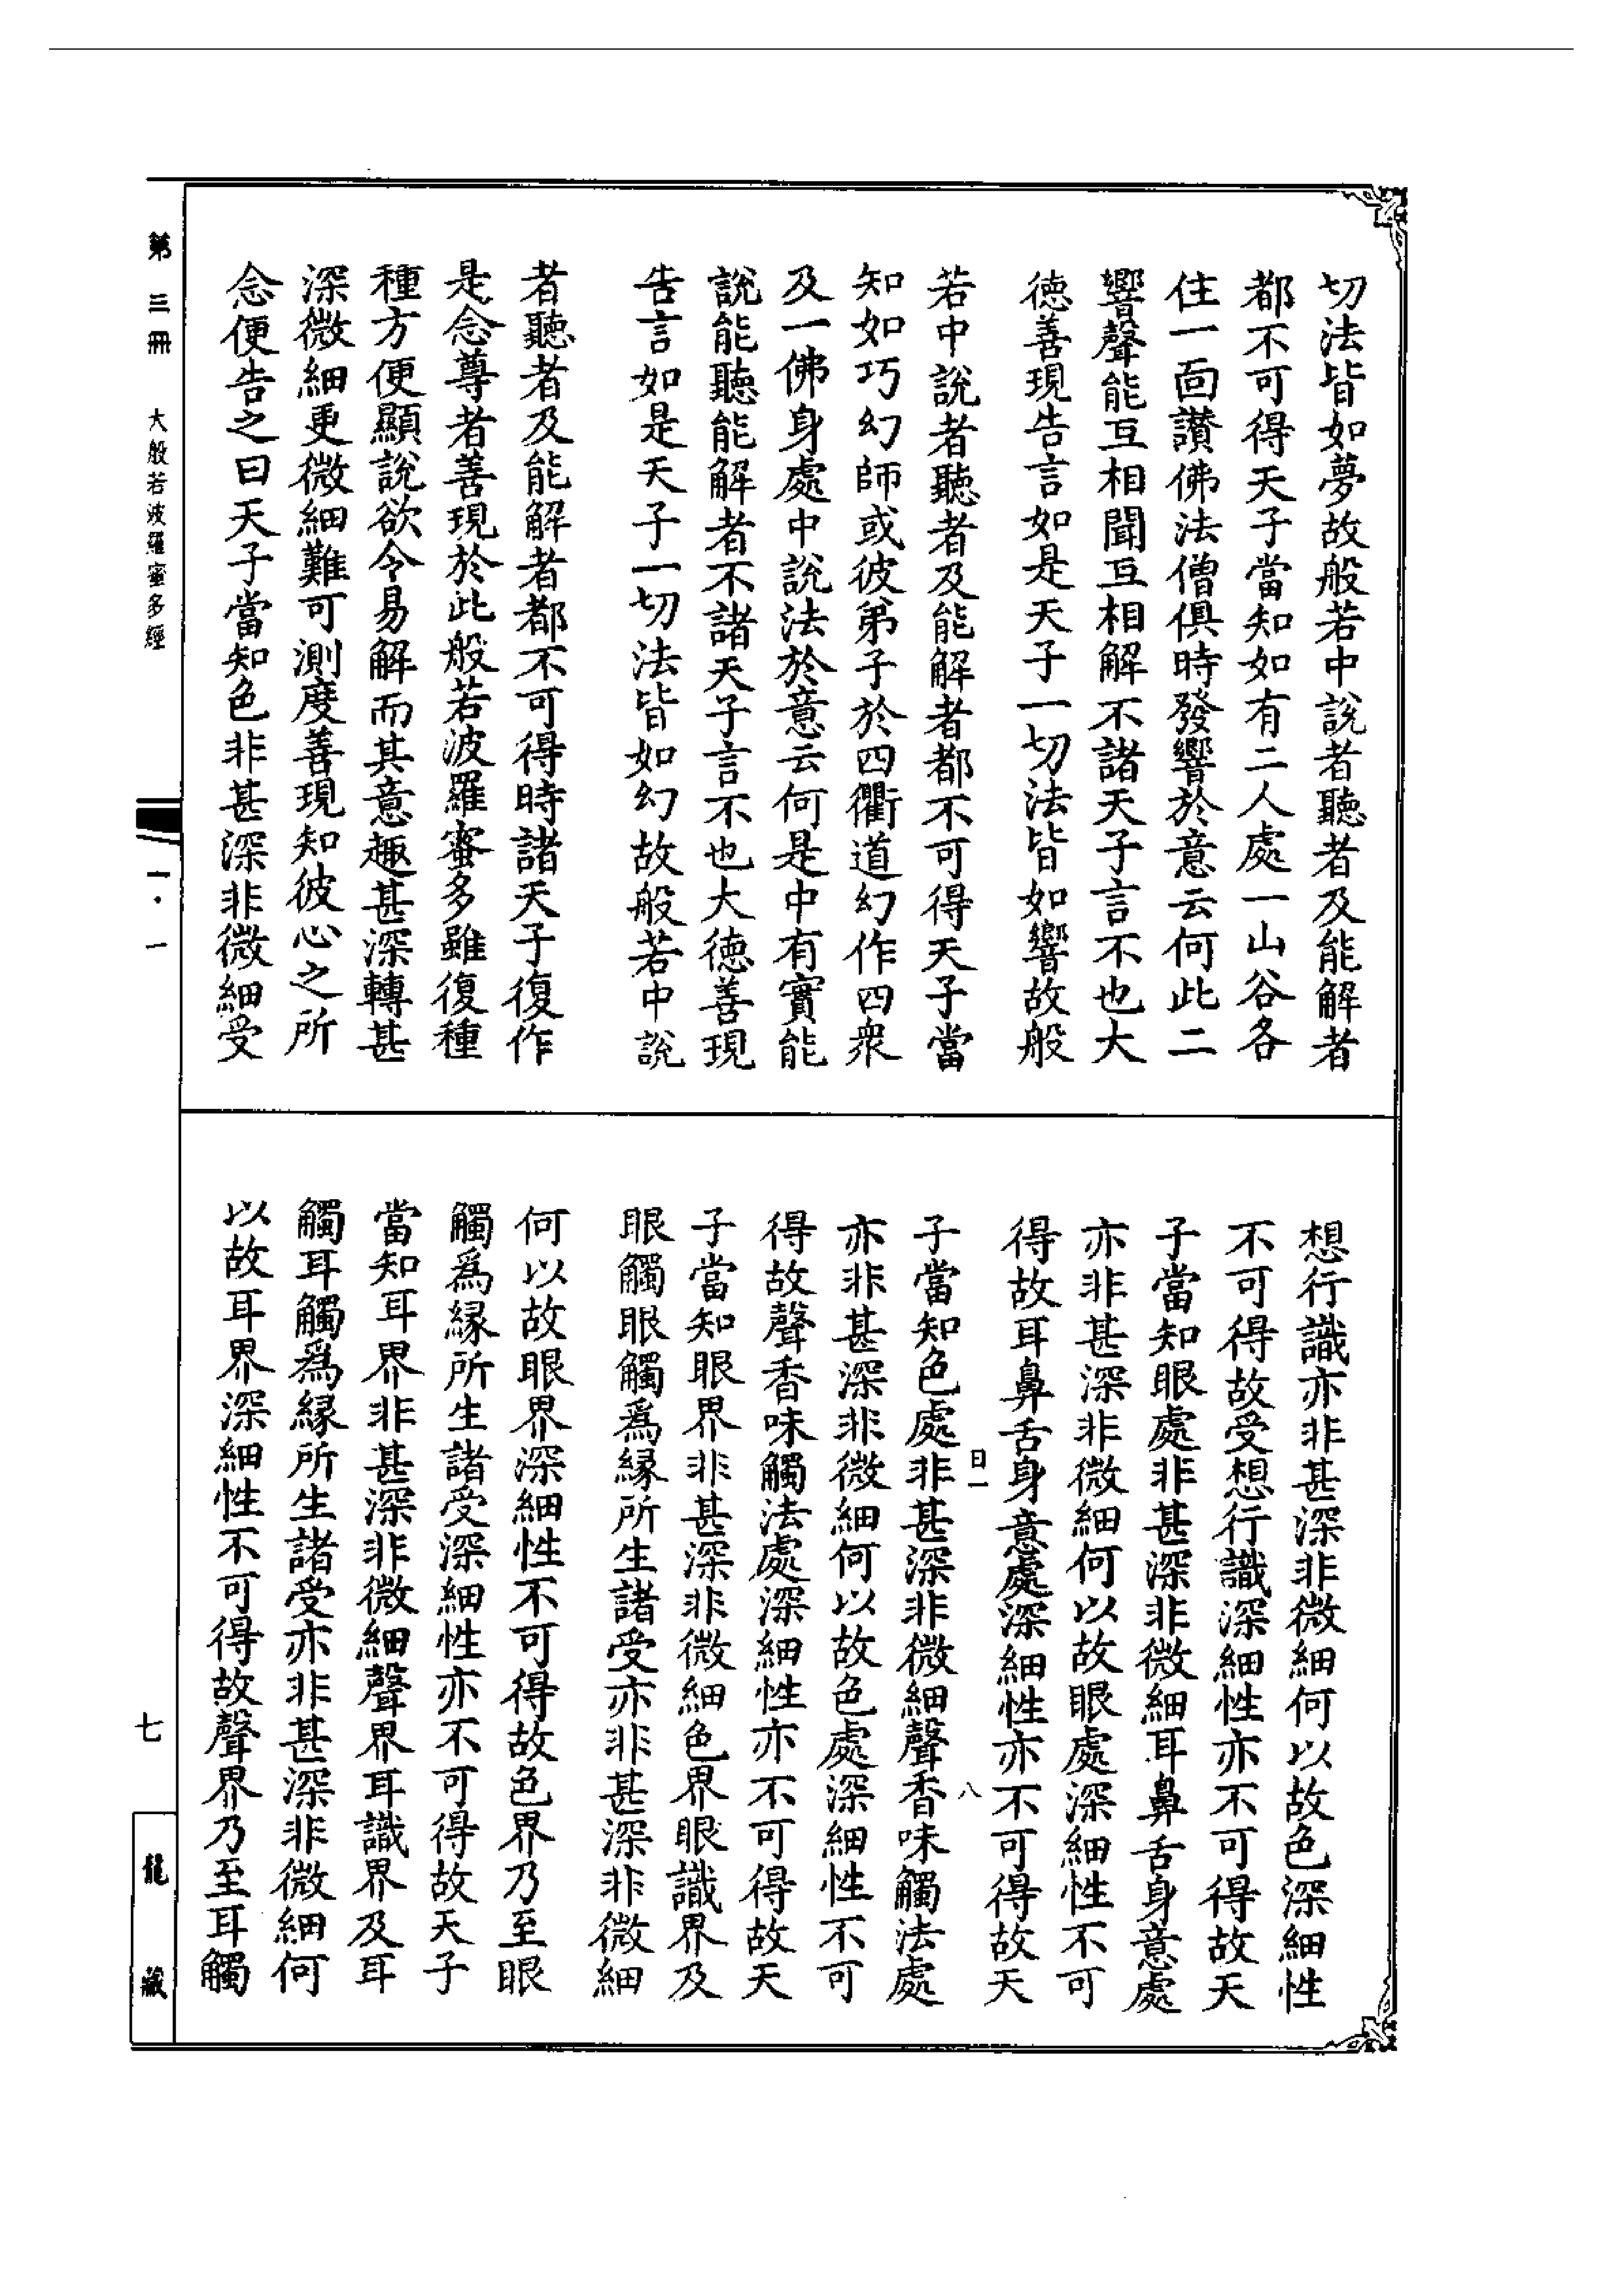 切法皆如夢故般若中說者聽者及能解者
都不可得天子當知如有二人處一山谷各
住一面讃佛法僧俱時發響於意云何此二
響聲能互相聞互相解不諸天子言不也大
德善現告言如是天子一切法皆如響故般
若中說者聽者及能解者都不可得天子當
知如巧幻師或彼弟子於四衢道幻作四衆
及一佛身處中說法於意云何是中有實能
說能聽能解者不諸天子言不也大德善現
告言如是天子一切法皆如幻故般若中說
者聽者及能解者都不可得時諸天子復作
是念尊者善現於此般若波羅蜜多雖復種
種方便顯說欲令易解而其意趣甚深轉甚
深微細更微細難可測度善現知彼心之所
念便告之曰天子當知色非甚深非微細受
想行識亦非甚深非微細何以故色深細性
不可得故受想行識深細性亦不可得故天
子當知眼處非甚深非微細耳鼻舌身意處
亦非甚深非微細何以故眼處深細性不可
得故耳鼻舌身意處深細性亦不可得故天
日一 八
子當知色處非甚深非微細聲香味觸法處
亦非甚深非微細何以故色處深細性不可
得故聲香味觸法處深細性亦不可得故天
子當知眼界非甚深非微細色界眼識界及
眼觸眼觸爲緣所生諸受亦非甚深非微細
何以故眼界深細性不可得故色界乃至眼
觸爲緣所生諸受深細性亦不可得故天子
當知耳界非甚深非微細聲界耳識界及耳
觸耳觸爲緣所生諸受亦非甚深非微細何
以故耳界深細性不可得故聲界乃至耳觸
第三冊 大般若波羅蜜多經 一·一
七
龍藏